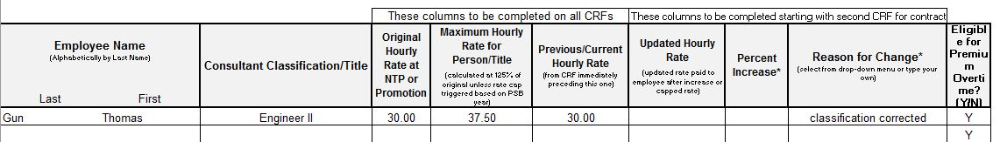 These columns to be completed on all CRFs
These columns to be completed starting with second CRF for contract
Employee Name
(Alphabetically by Last Name)
Last First
Consultant Classification/Title
Original
Hourly
Rate at
NTP or
Promotion
Maximum Hourly
Rate for
Person/Title
(calculated at 125% of
original unless rate cap
triggered based on PSB
year)
Previous/Current
Hourly Rate
(from CRF immediately
preceding this one)
Updated Hourly
Rate
(updated rate paid to
employee after increase or
capped rate)
Percent
Increase*
Reason for Change*
(select from drop-down menu or type your
own)
Eligibl
e for
Premiu
m
Overti
me?
(Y/N)
Gun Thomas Engineer II 30.00 37.50 30.00 classification corrected Y
Y